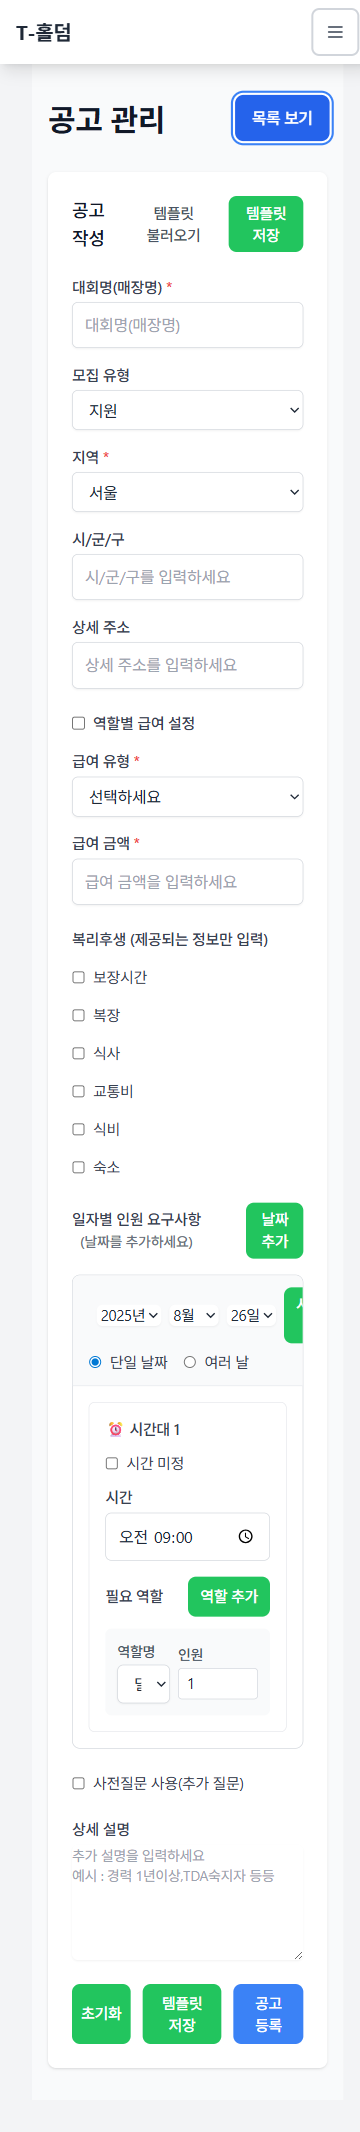 T-홀덤
공고 관리
목록 보기
공고
작성
템플릿
불러오기
템플릿
저장
대회명(매장명) *
대회명(매장명)
모집 유형
지원
지역 *
서울
시/군/구
시/군/구를 입력하세요
상세 주소
상세 주소를 입력하세요
역할별 급여 설정
급여 유형 *
선택하세요
급여 금액 *
급여 금액을 입력하세요
복리후생 (제공되는 정보만 입력)
보장시간
복장
식사
교통비
식비
숙소
일자별 인원 요구사항
(날짜를 추가하세요)
날짜
추가
2025년 8월 26일
단일 날짜 여러 날
시간대 1
시간 미정
시간
오전 09:00
필요 역할
역할 추가
역할명 인원
1
사전질문 사용(추가 질문)
상세 설명
추가 설명을 입력하세요
예시 : 경력 1년이상,TDA숙지자 등등
초기화
템플릿
저장
공고
등록